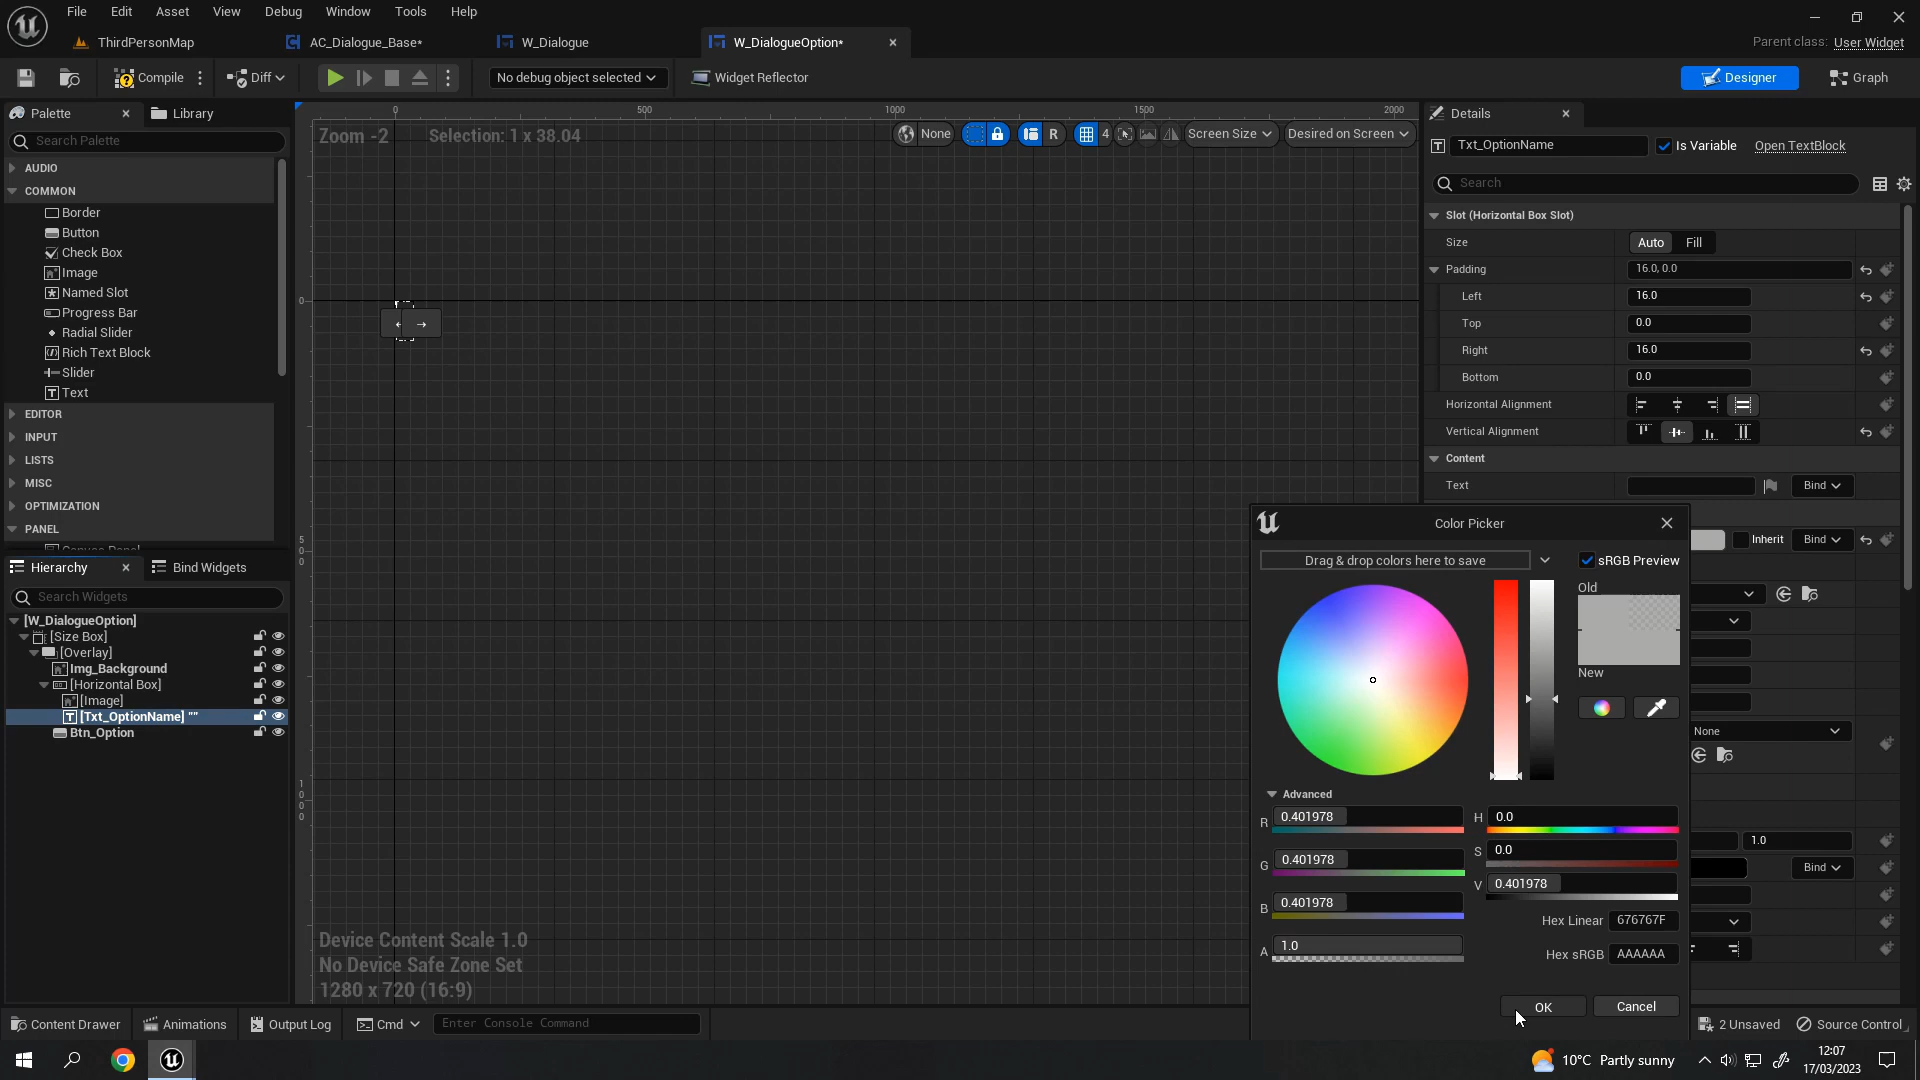 File Edit Asset View Debug Window Tools Help
ThirdPersonMap AC_Dialogue_Base* W_Dialogue W_DialogueOption*
Parent class: User Widget
Compile Diff No debug object selected Widget Reflector Designer Graph
Palette Library
Search Palette
AUDIO
COMMON
Border
Button
Check Box
Image
Named Slot
Progress Bar
Radial Slider
Rich Text Block
Slider
Text
EDITOR
INPUT
LISTS
MISC
OPTIMIZATION
PANEL
Canvas Panel
Hierarchy Bind Widgets
Search Widgets
[W_DialogueOption]
[Size Box]
[Overlay]
Img_Background
[Horizontal Box]
[Image]
[Txt_OptionName] ""
Btn_Option
0 500 1000 1500 2000
Zoom -2 Selection: 1 x 38.04
None R 4 Screen Size Desired on Screen
0
5
0
0
1
0
0
0
Device Content Scale 1.0
No Device Safe Zone Set
1280 x 720 (16:9)
Details
Txt_OptionName Is Variable Open TextBlock
Search
Slot (Horizontal Box Slot)
Size Auto Fill
Padding 16.0, 0.0
Left 16.0
Top 0.0
Right 16.0
Bottom 0.0
Horizontal Alignment
Vertical Alignment
Content
Text Bind
Inherit Bind
None
1.0
Bind
Color Picker
Drag & drop colors here to save
sRGB Preview
Old
New
Advanced
R 0.401978
G 0.401978
B 0.401978
A 1.0
H 0.0
S 0.0
V 0.401978
Hex Linear 676767F
Hex sRGB AAAAAA
OK Cancel
Content Drawer Animations Output Log Cmd Enter Console Command
2 Unsaved Source Control
10°C Partly sunny
12:07
17/03/2023